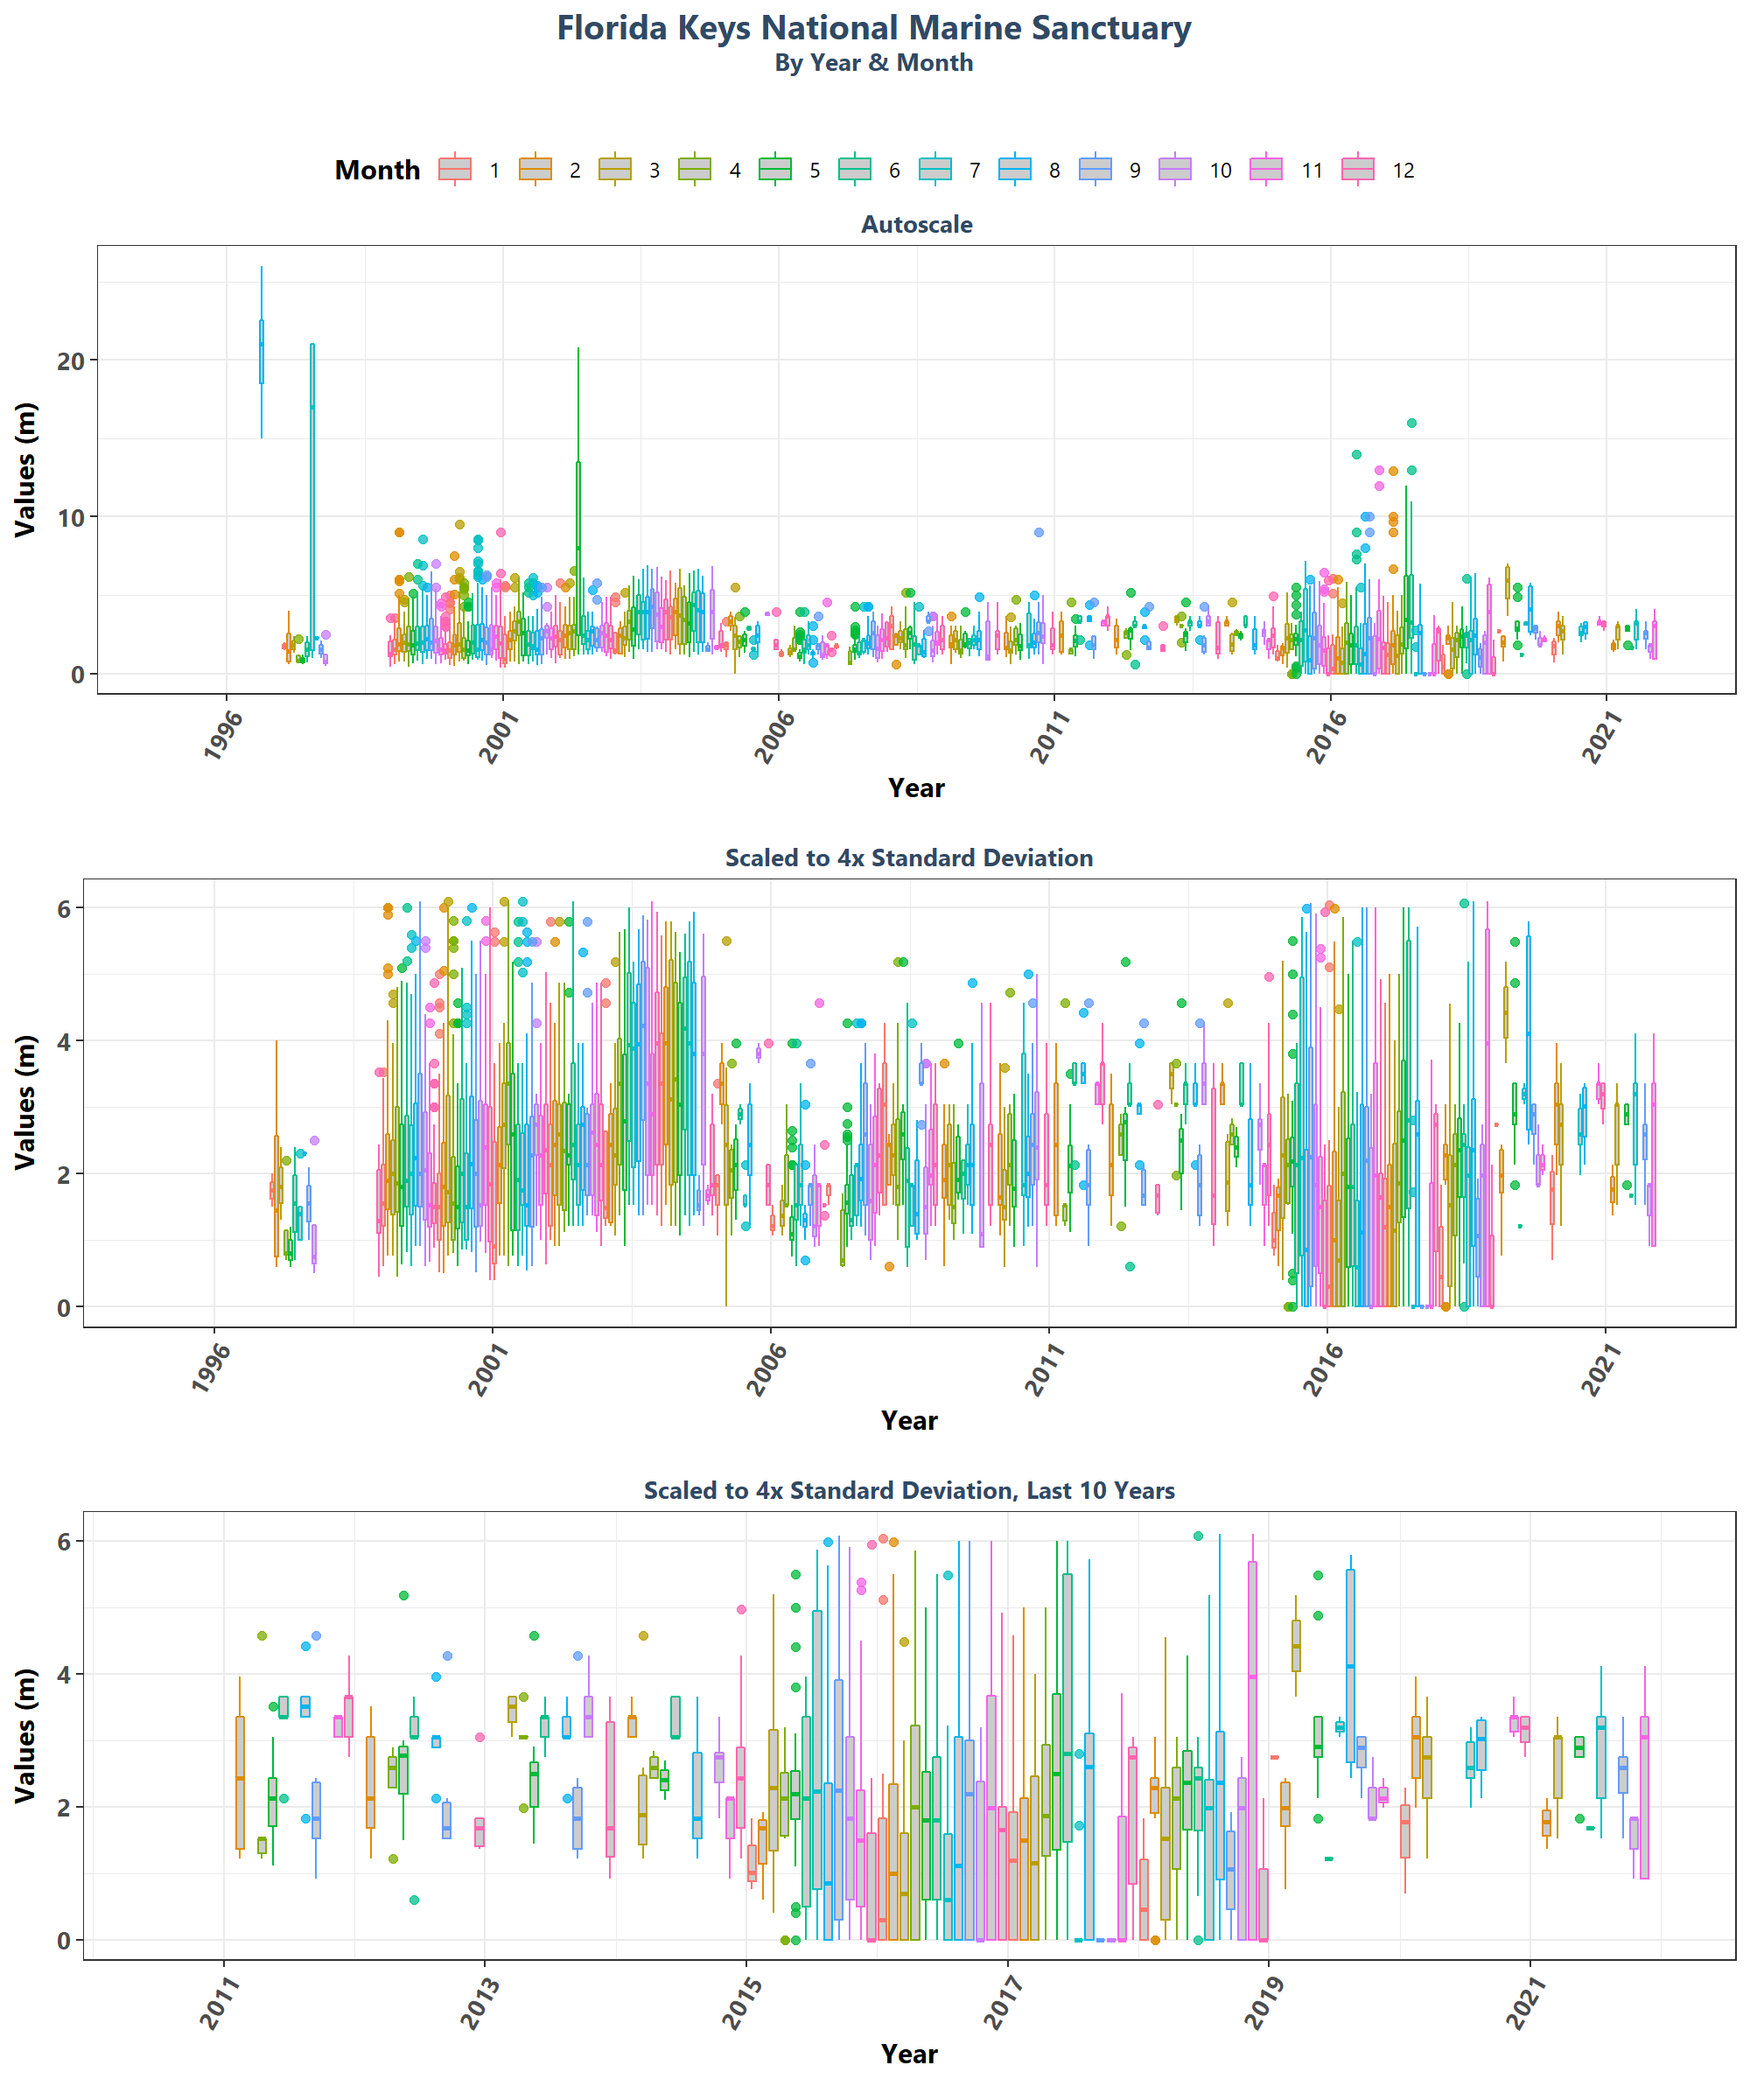 Florida Keys National Marine Sanctuary
By Year & Month
Month 1 2 3 4 5 6 7 8 9 10 11 12
Autoscale
Values (m)
20
10
0
1996 2001 2006 2011 2016 2021
Year
Scaled to 4x Standard Deviation
Values (m)
6
4
2
0
1996 2001 2006 2011 2016 2021
Year
Scaled to 4x Standard Deviation, Last 10 Years
Values (m)
6
4
2
0
2011 2013 2015 2017 2019 2021
Year